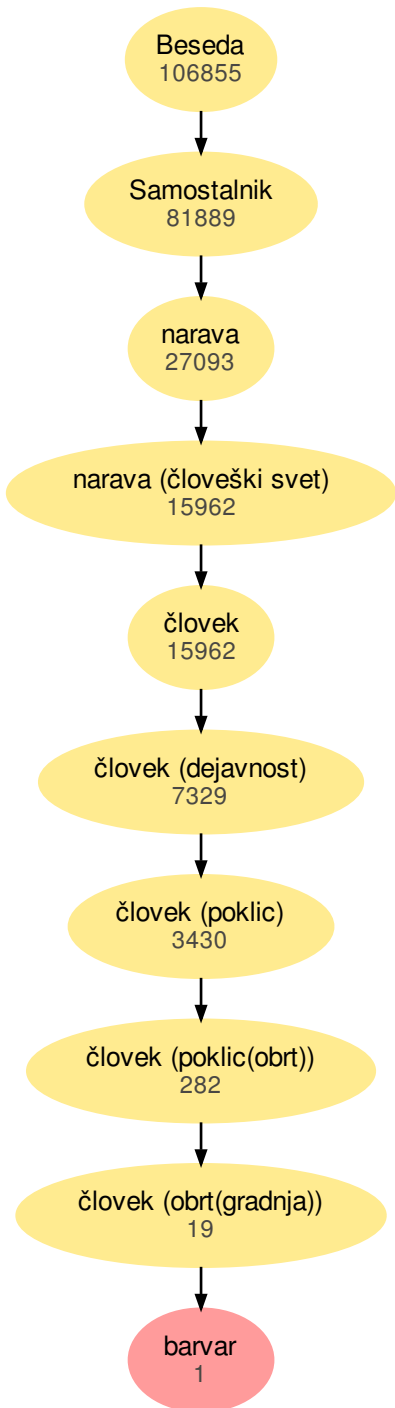 Beseda
106855
Samostalnik
81889
narava
27093
narava (človeški svet)
15962
človek
15962
človek (dejavnost)
7329
človek (poklic)
3430
človek (poklic(obrt))
282
človek (obrt(gradnja))
19
barvar
1